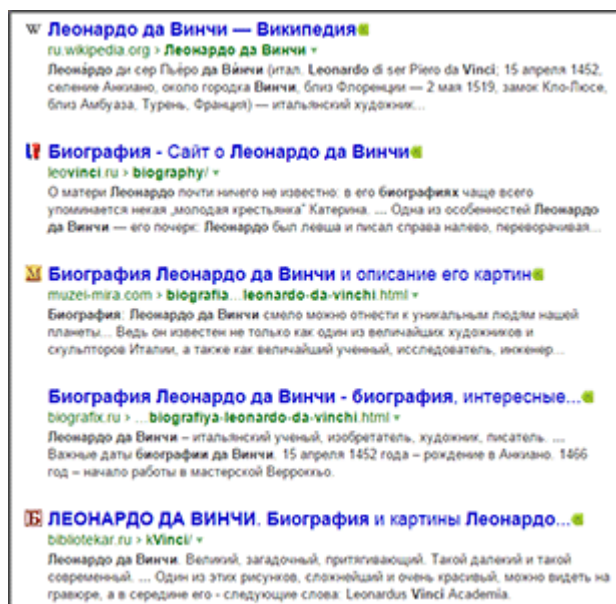 W Леонардо да Винчи — Википедия
ru.wikipedia.org › Леонардо да Винчи
Леона́рдо ди сер Пье́ро да Ви́нчи (итал. Leonardo di ser Piero da Vinci; 15 апреля 1452,
селение Анкиано, около городка Винчи, близ Флоренции — 2 мая 1519, замок Кло-Люсе,
близ Амбуаза, Турень, Франция) — итальянский художник...
Биография - Сайт о Леонардо да Винчи
leovinci.ru › biography/
О матери Леонардо почти ничего не известно: в его биографиях чаще всего
упоминается некая „молодая крестьянка“ Катерина. ... Одна из особенностей Леонардо
да Винчи — его почерк: Леонардо был левша и писал справа налево, переворачивая...
М Биография Леонардо да Винчи и описание его картин
muzei-mira.com › biografia...leonardo-da-vinchi.html
Биография: Леонардо да Винчи смело можно отнести к уникальным людям нашей
планеты... Ведь он известен не только как один из величайших художников и
скульпторов Италии, а также как величайший ученный, исследователь, инженер...
Биография Леонардо да Винчи - биография, интересные...
biografix.ru › ...biografiya-leonardo-da-vinchi.html
Леонардо да Винчи – итальянский ученый, изобретатель, художник, писатель. ...
Важные даты биографии да Винчи. 15 апреля 1452 года – рождение в Анкиано. 1466
год – начало работы в мастерской Верроккьо.
Б ЛЕОНАРДО ДА ВИНЧИ. Биография и картины Леонардо...
bibliotekar.ru › kVinci/
Леонардо да Винчи. Великий, загадочный, притягивающий. Такой далекий и такой
современный. ... Один из этих рисунков, сложнейший и очень красивый, можно видеть на
гравюре, а в середине его - следующие слова: Leonardus Vinci Academia.